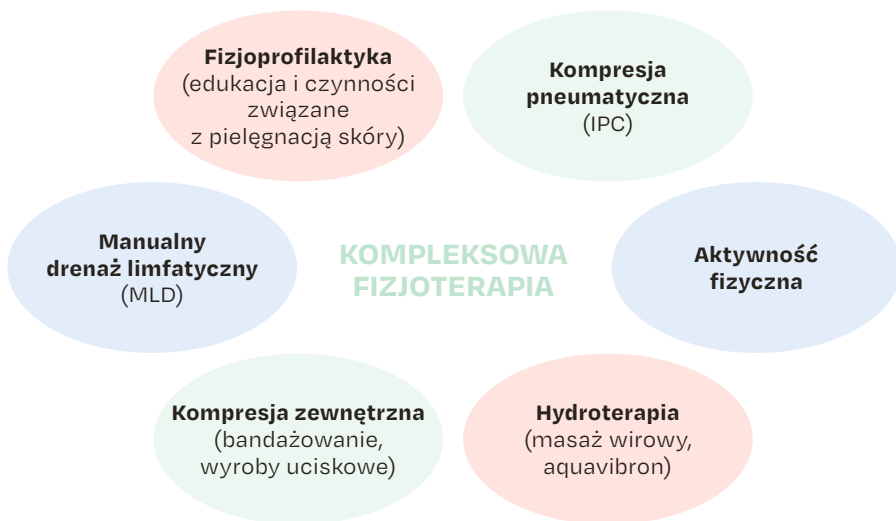 Fizjoprofilaktyka
(edukacja i czynności
związane
z pielęgnacją skóry)
Kompresja
pneumatyczna
(IPC)
Manualny
drenaż limfatyczny
(MLD)
KOMPLEKSOWA
FIZJOTERAPIA
Aktywność
fizyczna
Kompresja zewnętrzna
(bandażowanie,
wyroby uciskowe)
Hydroterapia
(masaż wirowy,
aquavibron)